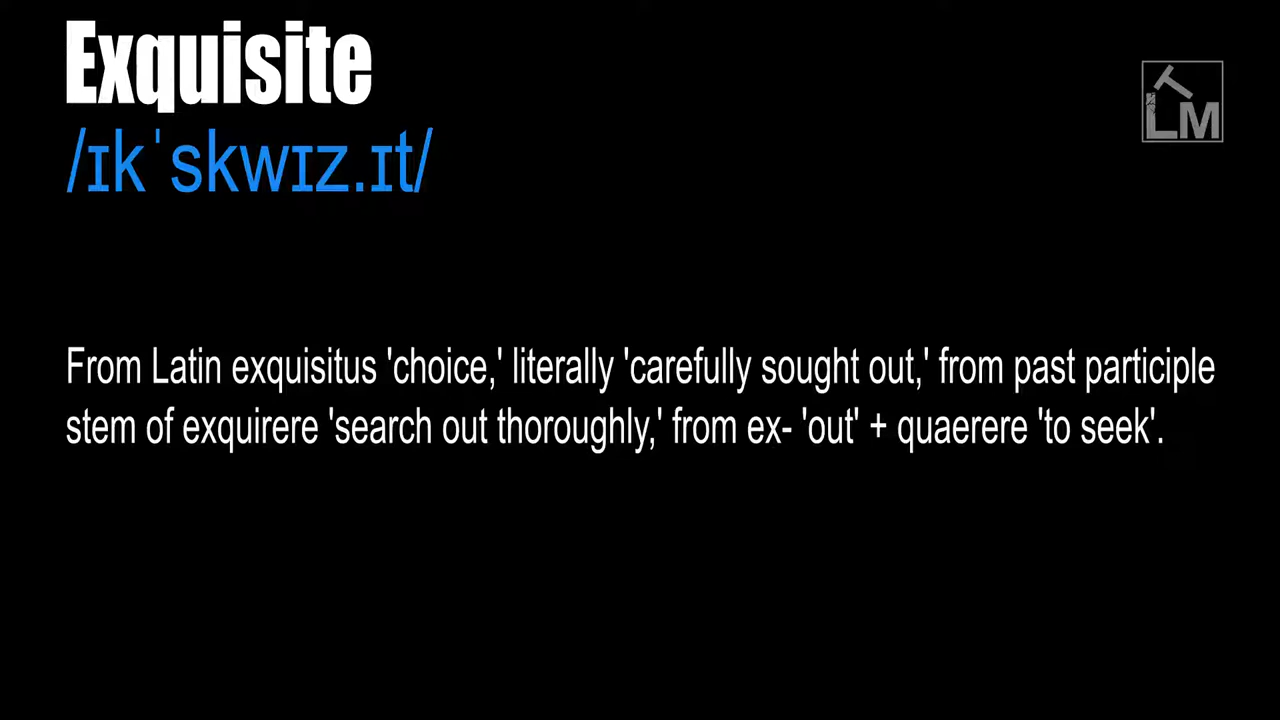 Exquisite
/ɪkˈskwɪz.ɪt/
LM
From Latin exquisitus 'choice,' literally 'carefully sought out,' from past participle
stem of exquirere 'search out thoroughly,' from ex- 'out' + quaerere 'to seek'.